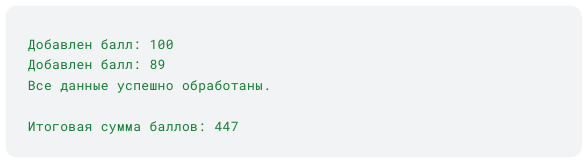 Добавлен балл: 100
Добавлен балл: 89
Все данные успешно обработаны.
Итоговая сумма баллов: 447